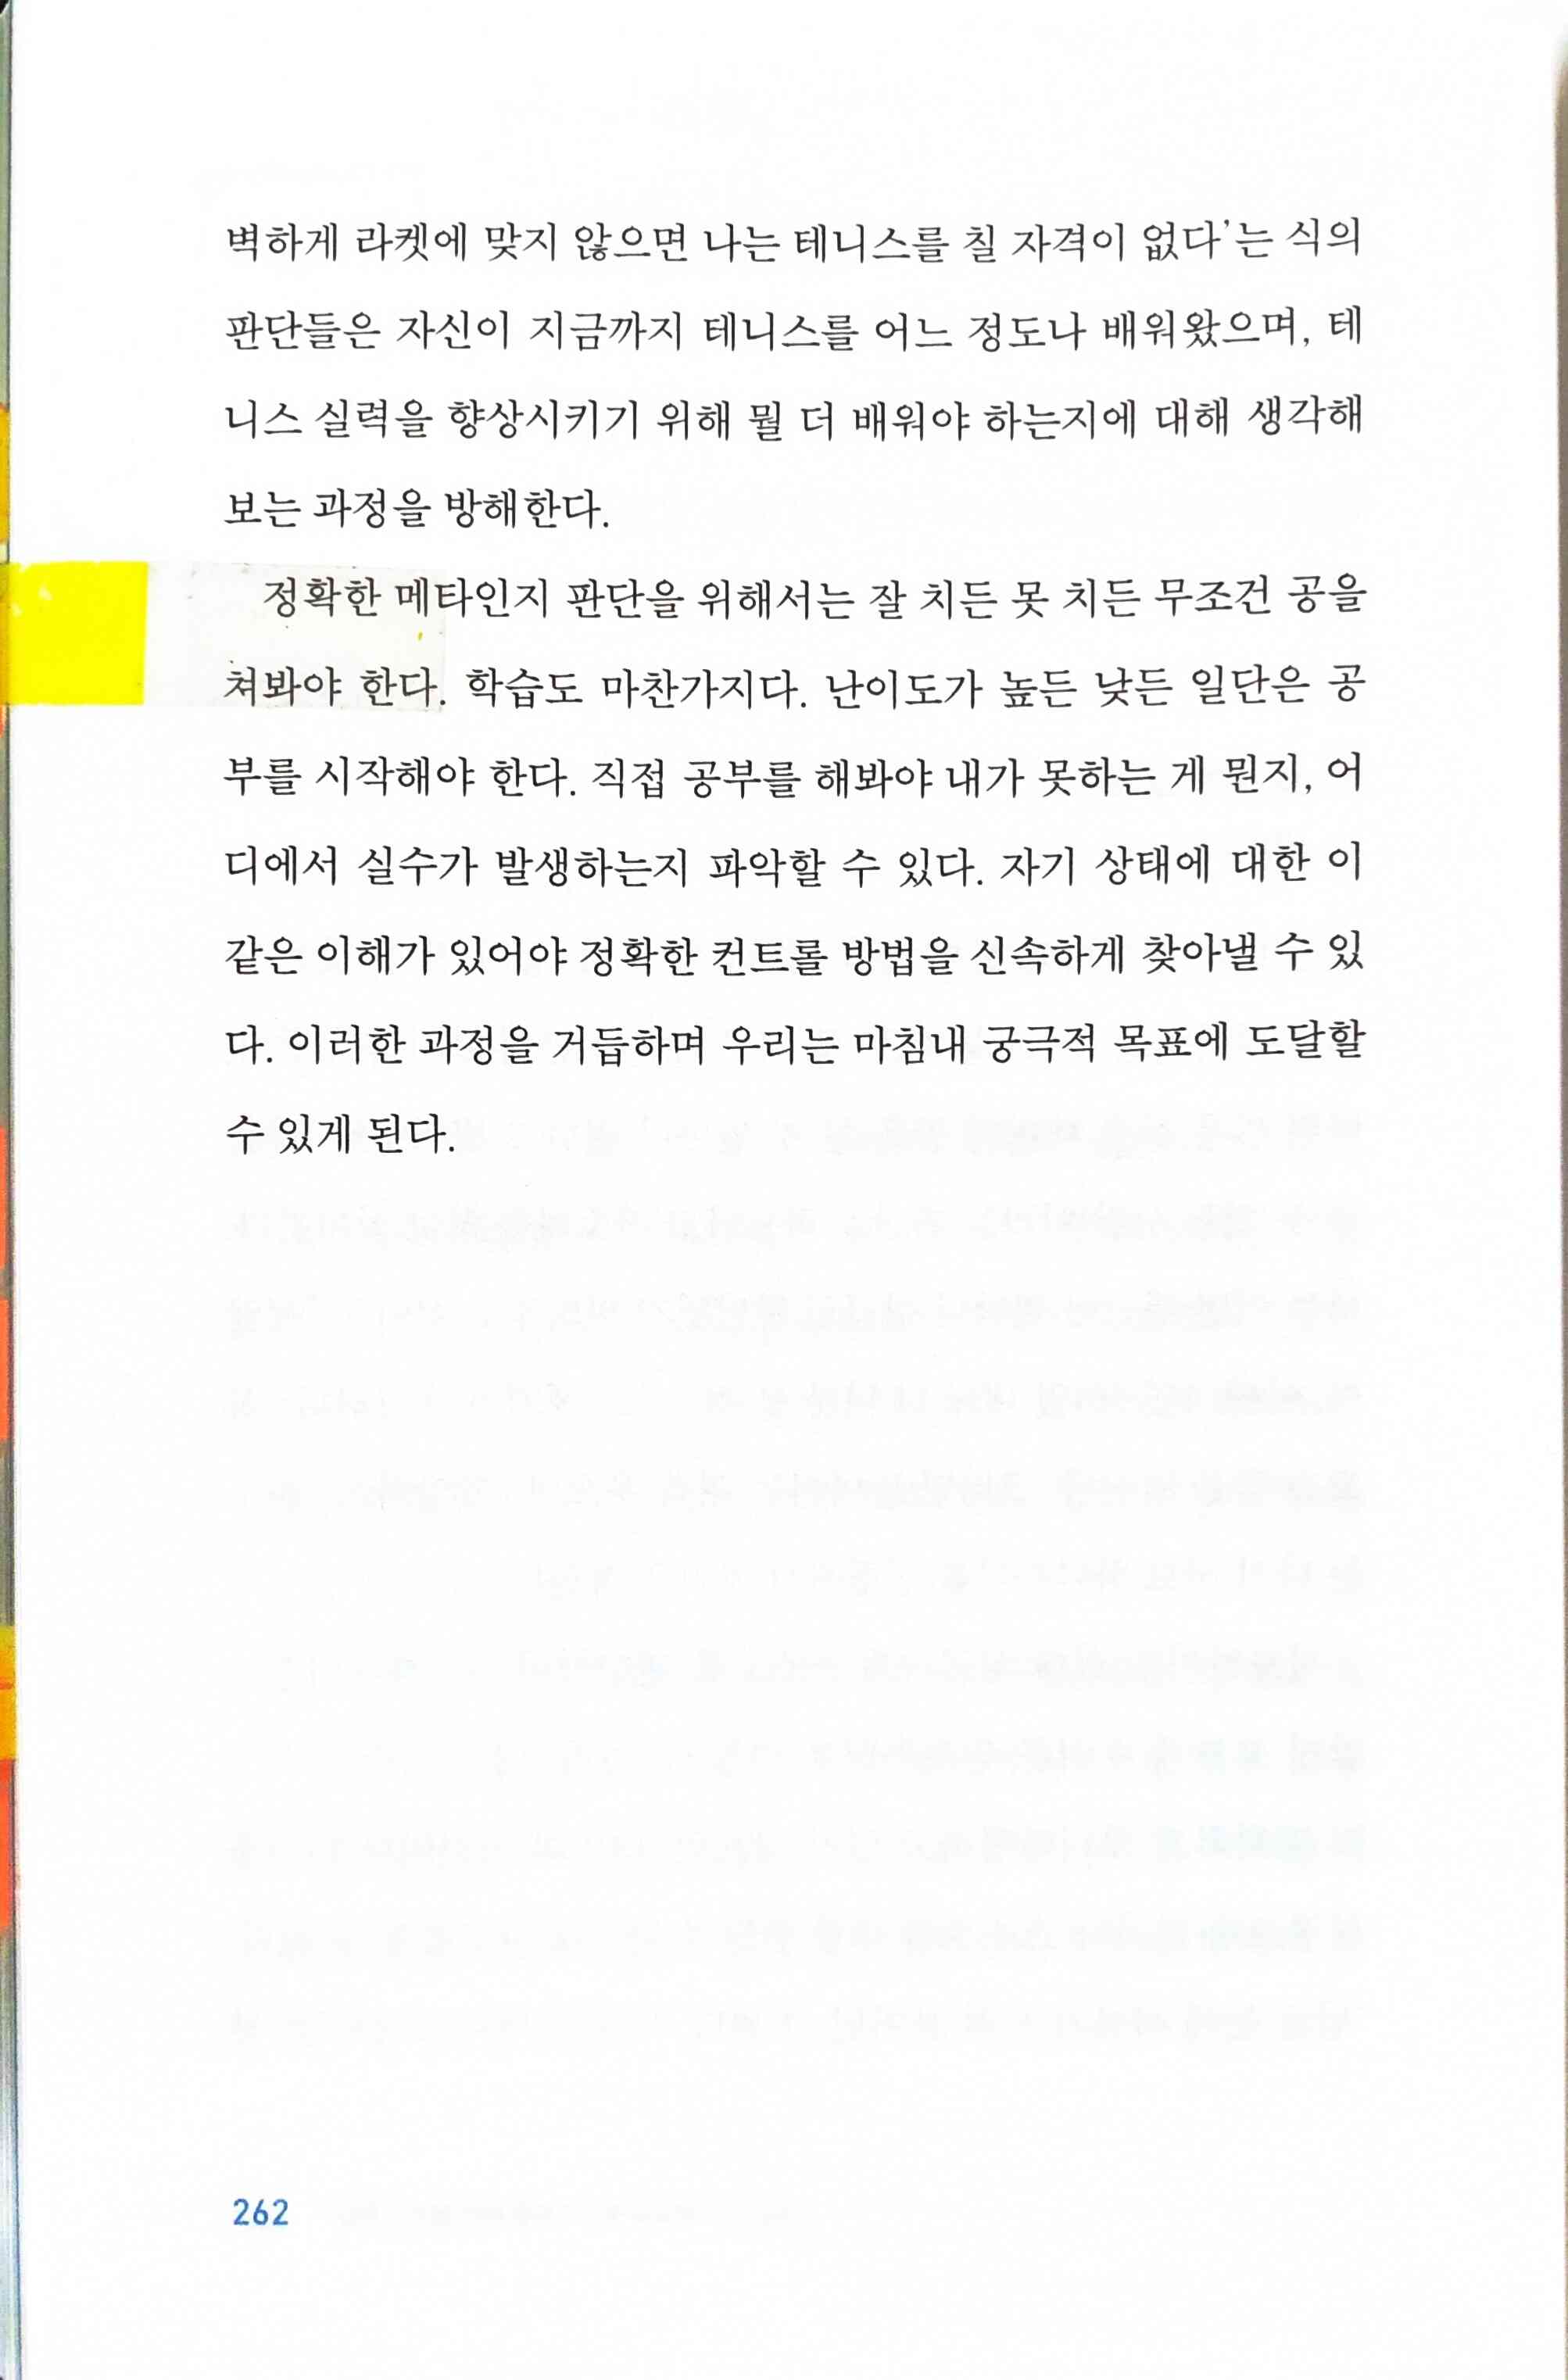 벽하게 라켓에 맞지 않으면 나는 테니스를 칠 자격이 없다’는 식의
판단들은 자신이 지금까지 테니스를 어느 정도나 배워왔으며, 테
니스 실력을 향상시키기 위해 뭘 더 배워야 하는지에 대해 생각해
보는 과정을 방해한다.
정확한 메타인지 판단을 위해서는 잘 치든 못 치든 무조건 공을
쳐봐야 한다. 학습도 마찬가지다. 난이도가 높든 낮든 일단은 공
부를 시작해야 한다. 직접 공부를 해봐야 내가 못하는 게 뭔지, 어
디에서 실수가 발생하는지 파악할 수 있다. 자기 상태에 대한 이
같은 이해가 있어야 정확한 컨트롤 방법을 신속하게 찾아낼 수 있
다. 이러한 과정을 거듭하며 우리는 마침내 궁극적 목표에 도달할
수 있게 된다.
262